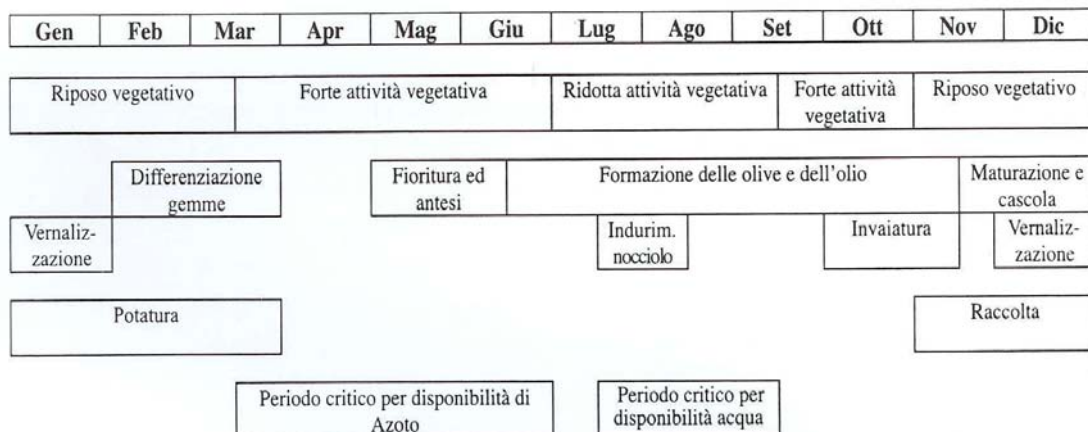 Gen Feb Mar Apr Mag Giu Lug Ago Set Ott Nov Dic
Riposo vegetativo Forte attività vegetativa Ridotta attività vegetativa Forte attività vegetativa Riposo vegetativo
Differenziazione gemme Fioritura ed antesi Formazione delle olive e dell'olio Maturazione e cascola
Vernaliz-zazione Indurim. nocciolo Invaiatura Vernaliz-zazione
Potatura Raccolta
Periodo critico per disponibilità di Azoto Periodo critico per disponibilità acqua